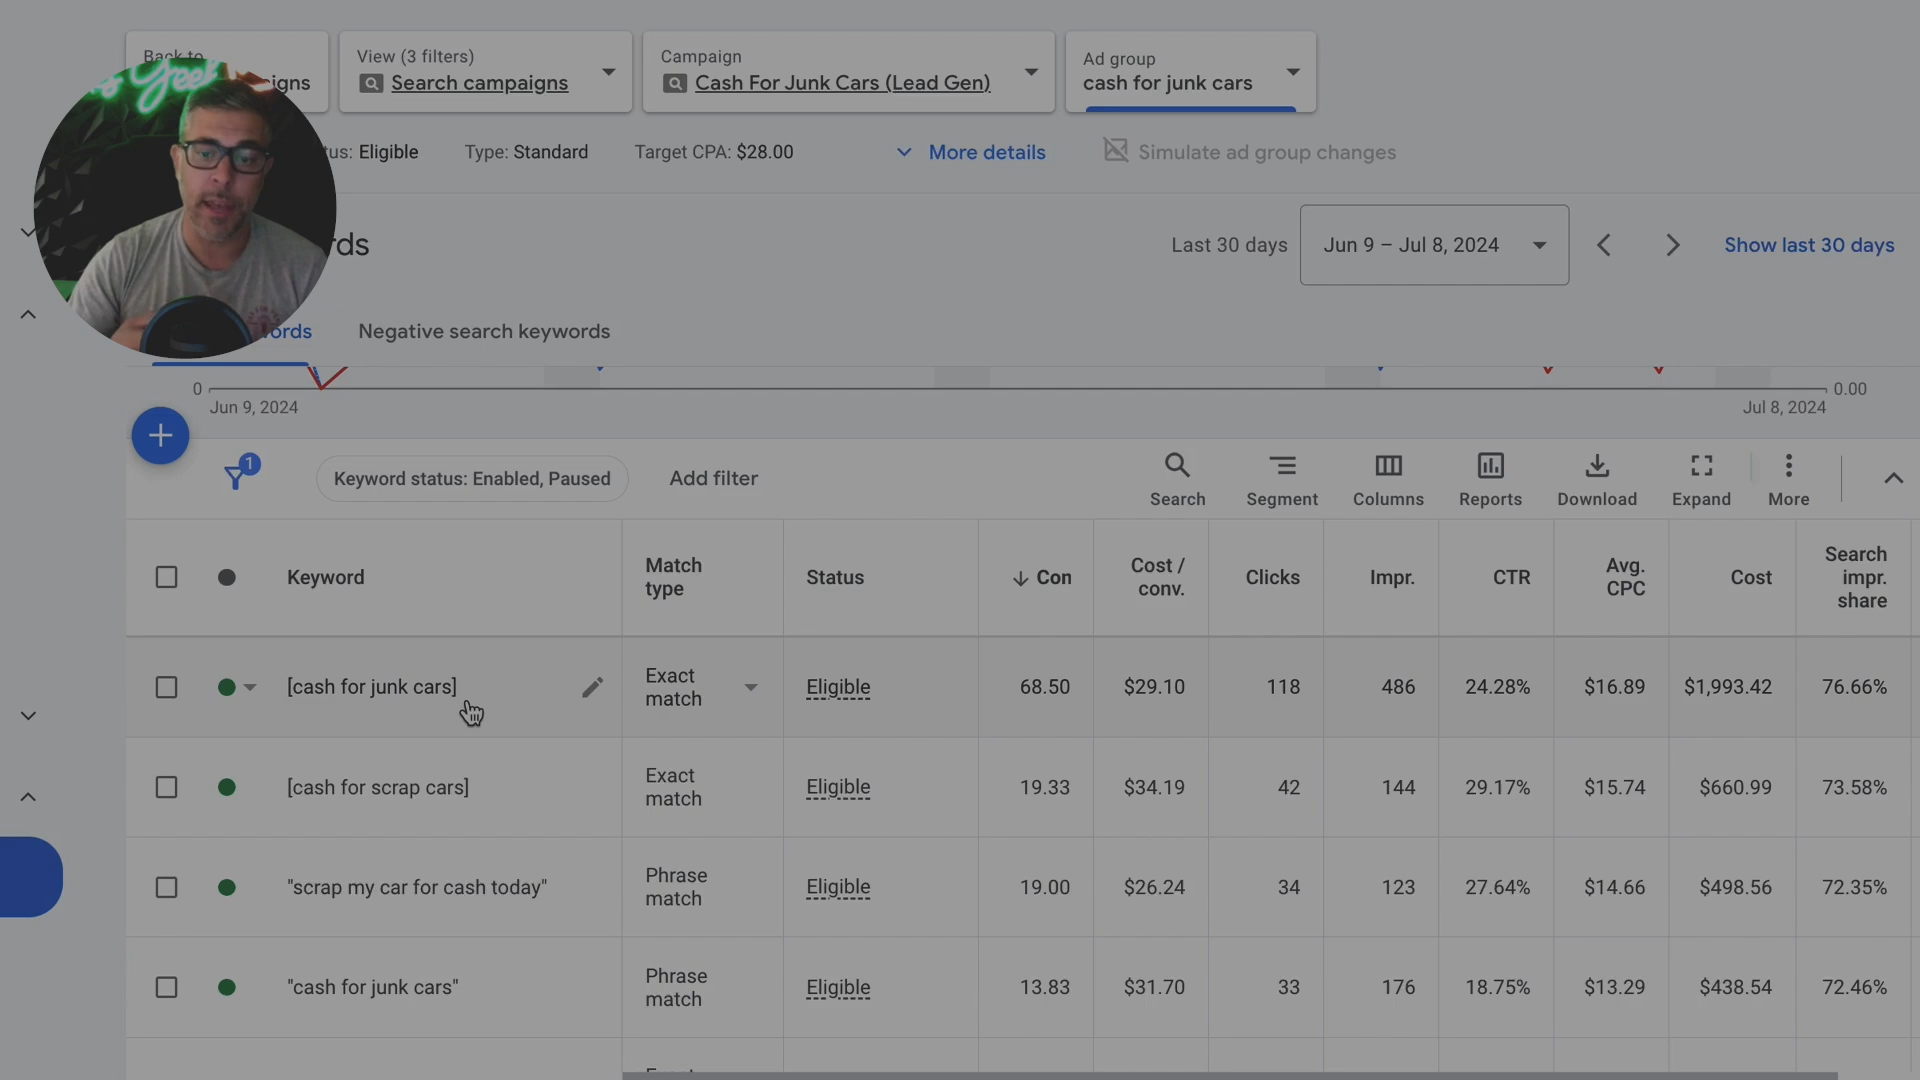 Back to
igns
View (3 filters)
Search campaigns
Campaign
Cash For Junk Cars (Lead Gen)
Ad group
cash for junk cars
tus: Eligible
Type: Standard
Target CPA: $28.00
More details
Simulate ad group changes
rds
Last 30 days
Jun 9 – Jul 8, 2024
Show last 30 days
ords
Negative search keywords
0
0.00
Jun 9, 2024
Jul 8, 2024
1
Keyword status: Enabled, Paused
Add filter
Search
Segment
Columns
Reports
Download
Expand
More
Keyword
Match type
Status
Con
Cost / conv.
Clicks
Impr.
CTR
Avg. CPC
Cost
Search impr. share
[cash for junk cars] Exact match Eligible 68.50 $29.10 118 486 24.28% $16.89 $1,993.42 76.66%
[cash for scrap cars] Exact match Eligible 19.33 $34.19 42 144 29.17% $15.74 $660.99 73.58%
"scrap my car for cash today" Phrase match Eligible 19.00 $26.24 34 123 27.64% $14.66 $498.56 72.35%
"cash for junk cars" Phrase match Eligible 13.83 $31.70 33 176 18.75% $13.29 $438.54 72.46%